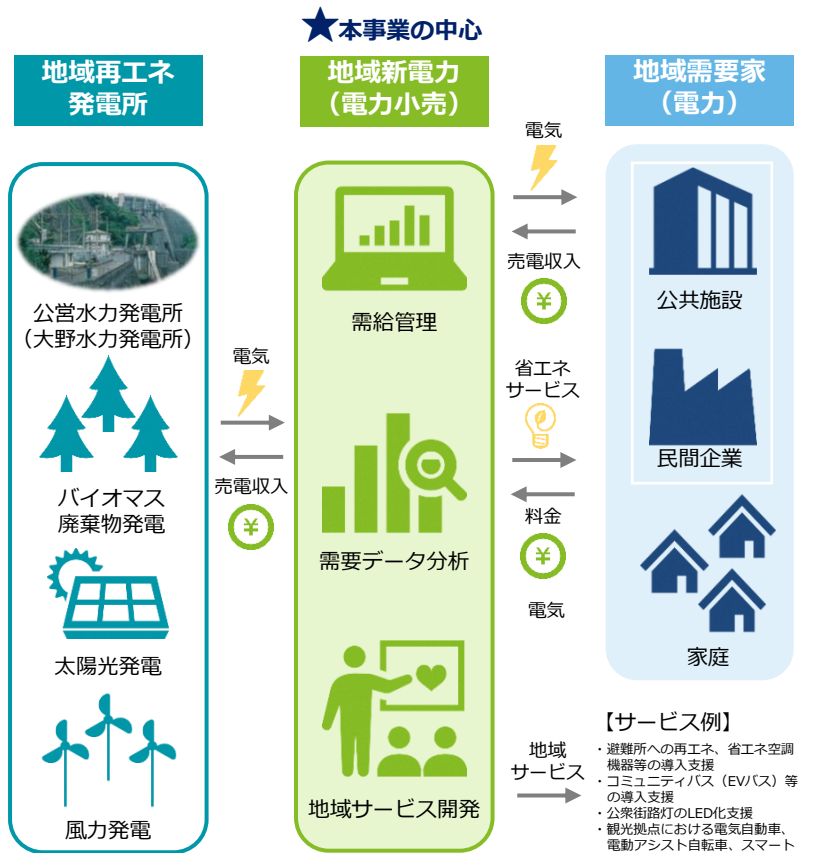 ★本事業の中心
地域再エネ
発電所
地域新電力
（電力小売）
地域需要家
（電力）
公営水力発電所
（大野水力発電所）
バイオマス
廃棄物発電
太陽光発電
風力発電
電気
売電収入
¥
需給管理
需要データ分析
地域サービス開発
電気
売電収入
¥
省エネ
サービス
料金
¥
電気
地域
サービス
公共施設
民間企業
家庭
【サービス例】
・避難所への再エネ、省エネ空調
機器等の導入支援
・コミュニティバス（EVバス）等
の導入支援
・公衆街路灯のLED化支援
・観光拠点における電気自動車、
電動アシスト自転車、スマート